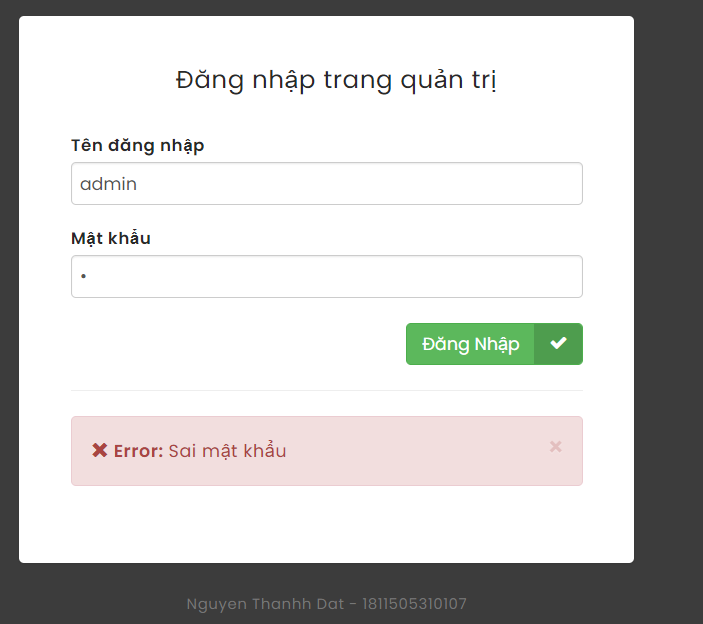 Đăng nhập trang quản trị
Tên đăng nhập
admin
Mật khẩu
•
Đăng Nhập
Error: Sai mật khẩu
Nguyen Thanhh Dat - 1811505310107